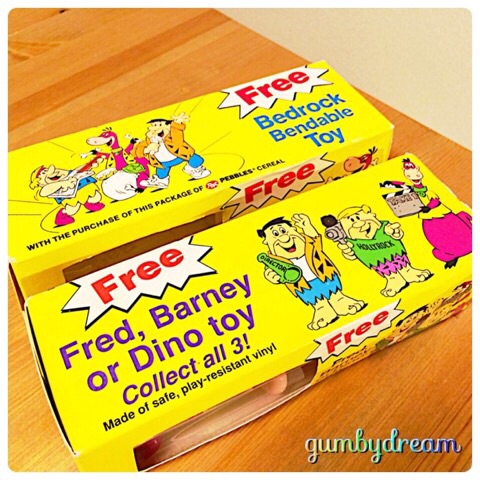 Free
Bedrock
Bendable
Toy
WITH THE PURCHASE OF THIS PACKAGE OF Post PEBBLES® CEREAL
Free
Free
Fred, Barney
or Dino toy
Collect all 3!
Made of safe, play-resistant vinyl
DIRECTOR
HOLLYROCK
Free
gumbydream